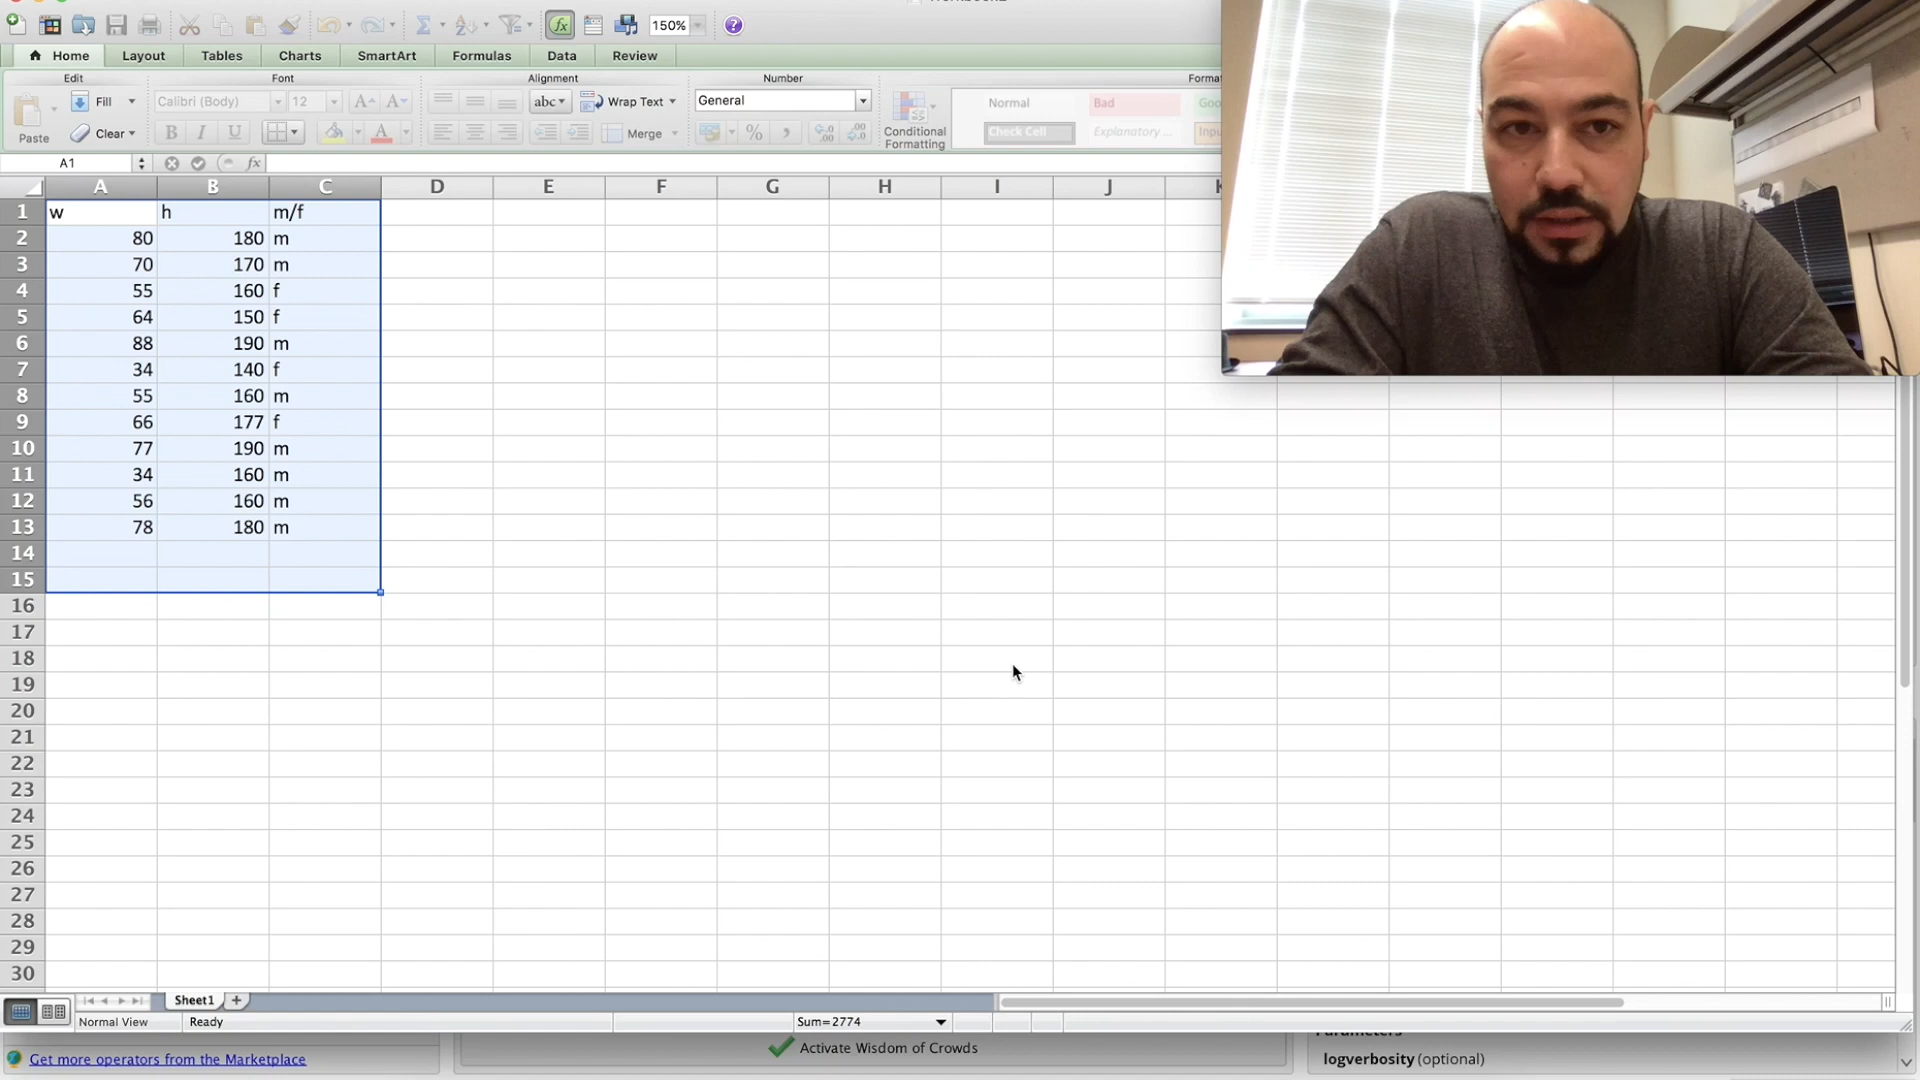 150%
Home Layout Tables Charts SmartArt Formulas Data Review
Edit Font Alignment Number
Fill Calibri (Body) 12 abc Wrap Text General Normal Bad
Paste Clear B I U Merge % Conditional Formatting Check Cell Explanatory ...
A1 fx
A B C D E F G H I J
1 w h m/f
2 80 180 m
3 70 170 m
4 55 160 f
5 64 150 f
6 88 190 m
7 34 140 f
8 55 160 m
9 66 177 f
10 77 190 m
11 34 160 m
12 56 160 m
13 78 180 m
14
15
16
17
18
19
20
21
22
23
24
25
26
27
28
29
30
Sheet1
Normal View Ready Sum=2774
Get more operators from the Marketplace Activate Wisdom of Crowds logverbosity (optional)